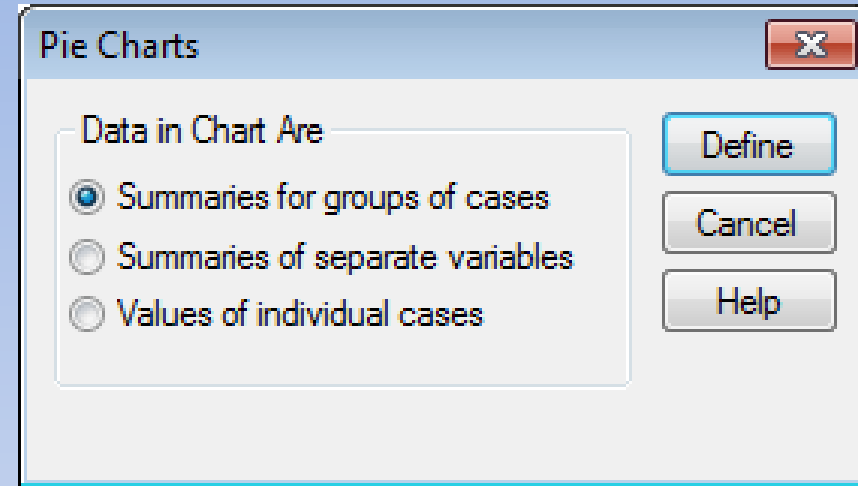 Pie Charts
Data in Chart Are
Summaries for groups of cases
Summaries of separate variables
Values of individual cases
Define
Cancel
Help